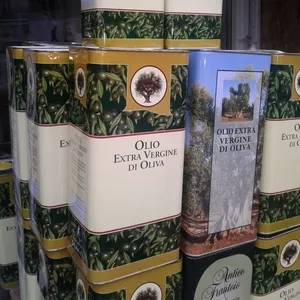 OLIO
EXTRA VERGINE
DI OLIVA
OLIO EXTRA
VERGINE
DI OLIVA
Antico
Frantoio